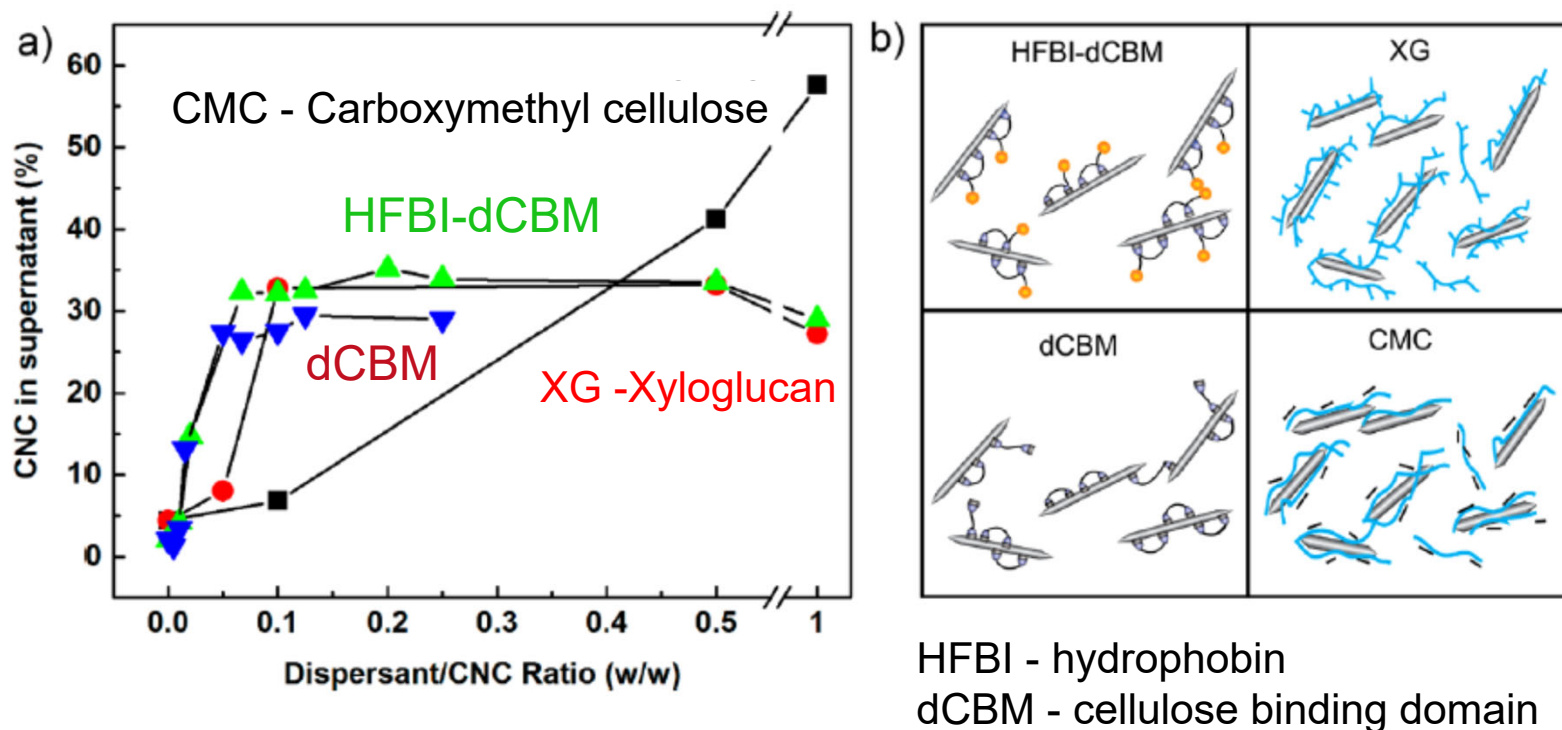 a)
CNC in supernatant (%)
60
50
40
30
20
10
0
CMC - Carboxymethyl cellulose
HFBI-dCBM
dCBM
XG -Xyloglucan
0.0 0.1 0.2 0.3 0.4 0.5 1
Dispersant/CNC Ratio (w/w)
b)
HFBI-dCBM
XG
dCBM
CMC
HFBI - hydrophobin
dCBM - cellulose binding domain